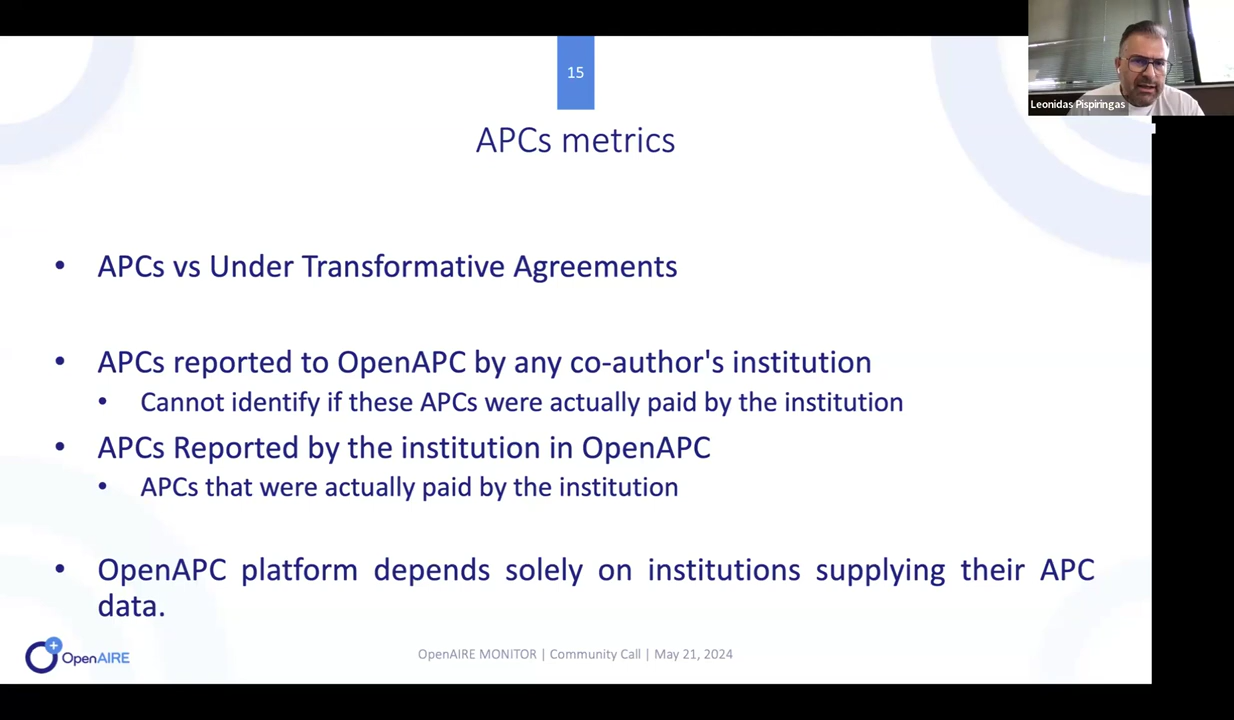 15
Leonidas Pispiringas
APCs metrics
• APCs vs Under Transformative Agreements
• APCs reported to OpenAPC by any co-author's institution
• Cannot identify if these APCs were actually paid by the institution
• APCs Reported by the institution in OpenAPC
• APCs that were actually paid by the institution
• OpenAPC platform depends solely on institutions supplying their APC
data.
OpenAIRE
OpenAIRE MONITOR | Community Call | May 21, 2024